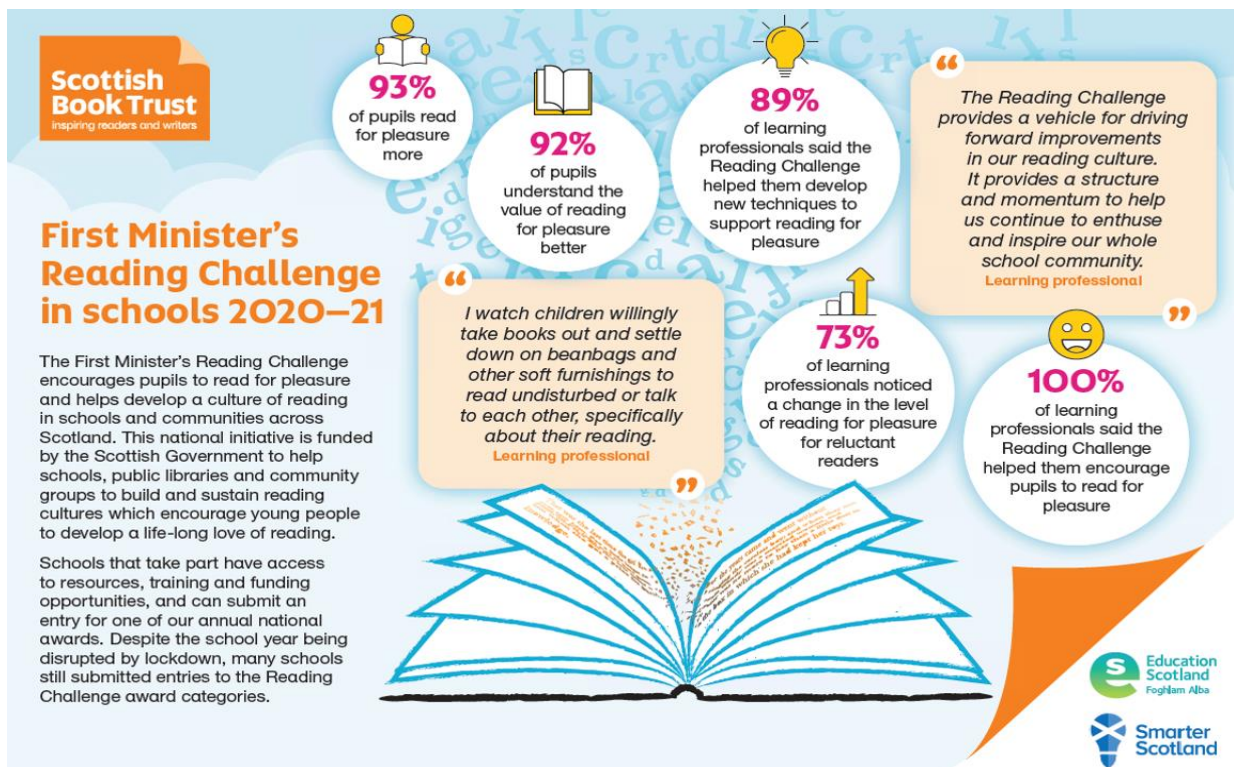 Scottish
Book Trust
inspiring readers and writers
First Minister's
Reading Challenge
in schools 2020–21
The First Minister's Reading Challenge
encourages pupils to read for pleasure
and helps develop a culture of reading
in schools and communities across
Scotland. This national initiative is funded
by the Scottish Government to help
schools, public libraries and community
groups to build and sustain reading
cultures which encourage young people
to develop a life-long love of reading.
Schools that take part have access
to resources, training and funding
opportunities, and can submit an
entry for one of our annual national
awards. Despite the school year being
disrupted by lockdown, many schools
still submitted entries to the Reading
Challenge award categories.
93%
of pupils read
for pleasure
more
92%
of pupils
understand the
value of reading
for pleasure
better
89%
of learning
professionals said the
Reading Challenge
helped them develop
new techniques to
support reading for
pleasure
“
The Reading Challenge
provides a vehicle for driving
forward improvements
in our reading culture.
It provides a structure
and momentum to help
us continue to enthuse
and inspire our whole
school community.
Learning professional
”
“
I watch children willingly
take books out and settle
down on beanbags and
other soft furnishings to
read undisturbed or talk
to each other, specifically
about their reading.
Learning professional
”
73%
of learning
professionals noticed
a change in the level
of reading for pleasure
for reluctant
readers
100%
of learning
professionals said the
Reading Challenge
helped them encourage
pupils to read for
pleasure
Education
Scotland
Foghlam Alba
Smarter
Scotland